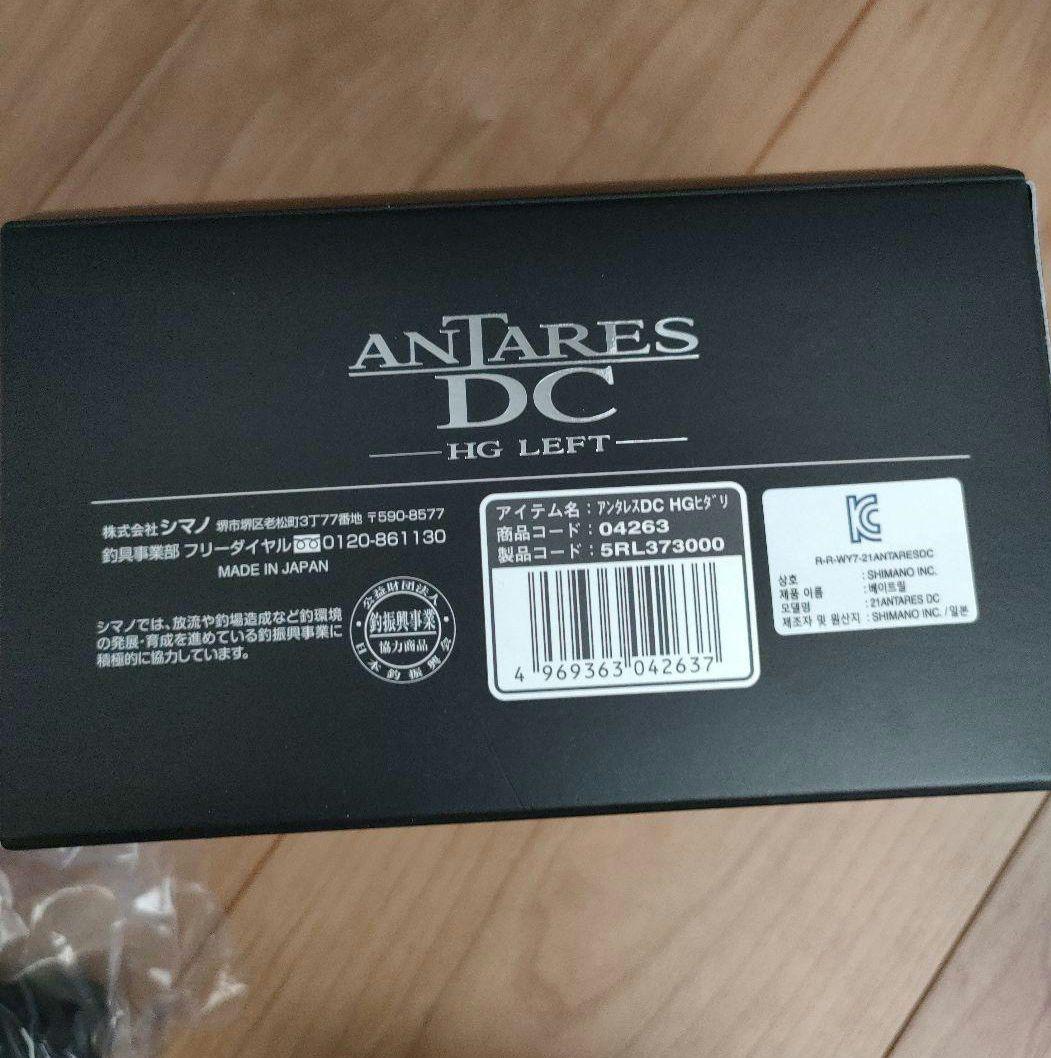 ANTARES
DC
HG LEFT
株式会社シマノ 堺市堺区老松町3丁77番地 〒590-8577
釣具事業部 フリーダイヤル 0120-861130
MADE IN JAPAN
シマノでは、放流や釣場造成など釣環境
の発展・育成を進めている釣振興事業に
積極的に協力しています。
公益財団法人
釣振興事業
協力商品
日本釣振興会
アイテム名：ｱﾝﾀﾚｽDC HGﾋﾀﾞﾘ
商品コード：04263
製品コード：5RL373000
4 969363 042637
KC
R-R-WY7-21ANTARESDC
상호 : SHIMANO INC.
제품 이름 : 베이트릴
모델명 : 21ANTARES DC
제조자 및 원산지 : SHIMANO INC. / 일본